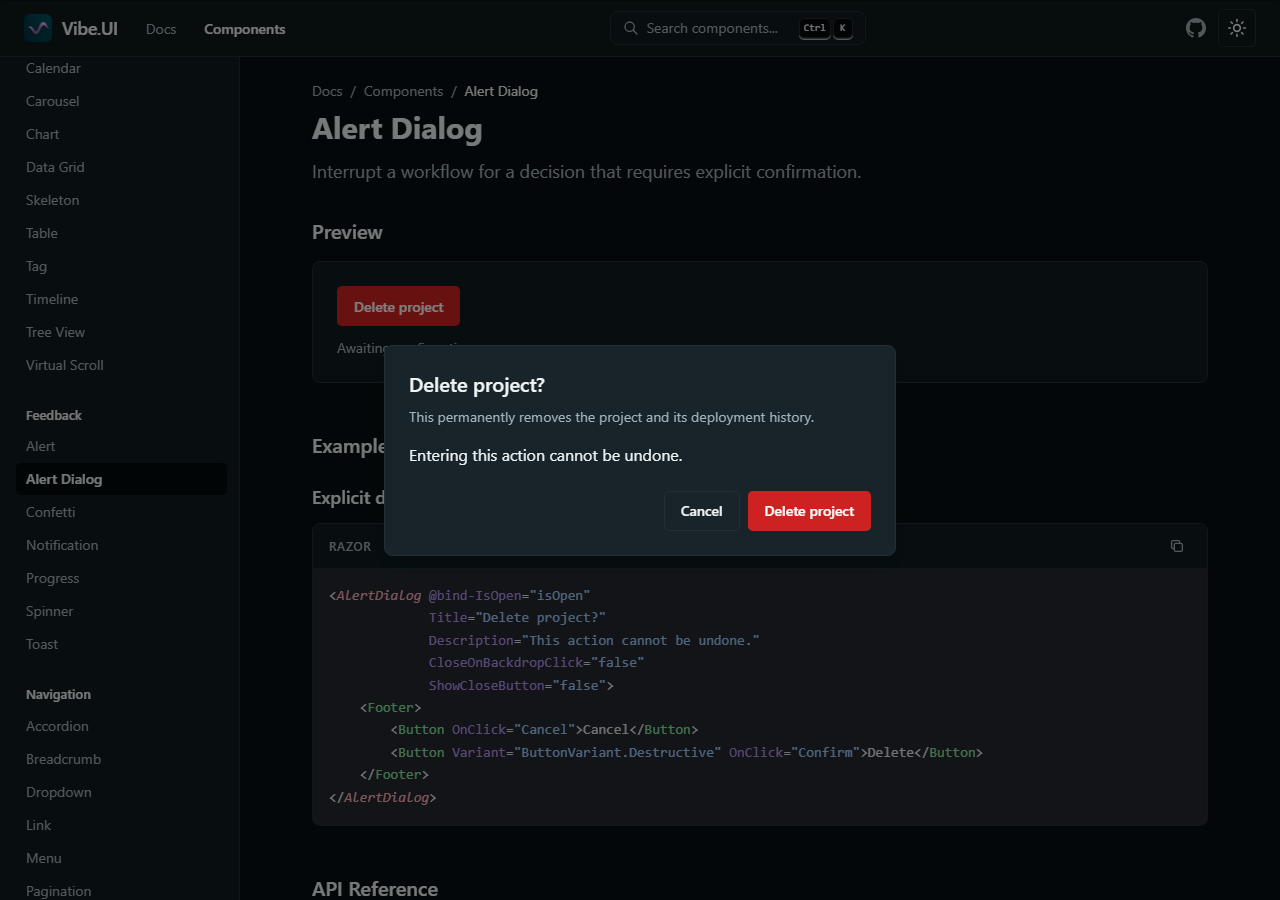 Vibe.UI
Docs
Components
Search components...
Ctrl
K
Calendar
Carousel
Chart
Data Grid
Skeleton
Table
Tag
Timeline
Tree View
Virtual Scroll
Feedback
Alert
Alert Dialog
Confetti
Notification
Progress
Spinner
Toast
Navigation
Accordion
Breadcrumb
Dropdown
Link
Menu
Pagination
Docs / Components / Alert Dialog
Alert Dialog
Interrupt a workflow for a decision that requires explicit confirmation.
Preview
Delete project
Awaiting
Delete project?
This permanently removes the project and its deployment history.
Entering this action cannot be undone.
Cancel
Delete project
Example
Explicit
RAZOR
<AlertDialog @bind-IsOpen="isOpen"
Title="Delete project?"
Description="This action cannot be undone."
CloseOnBackdropClick="false"
ShowCloseButton="false">
<Footer>
<Button OnClick="Cancel">Cancel</Button>
<Button Variant="ButtonVariant.Destructive" OnClick="Confirm">Delete</Button>
</Footer>
</AlertDialog>
API Reference